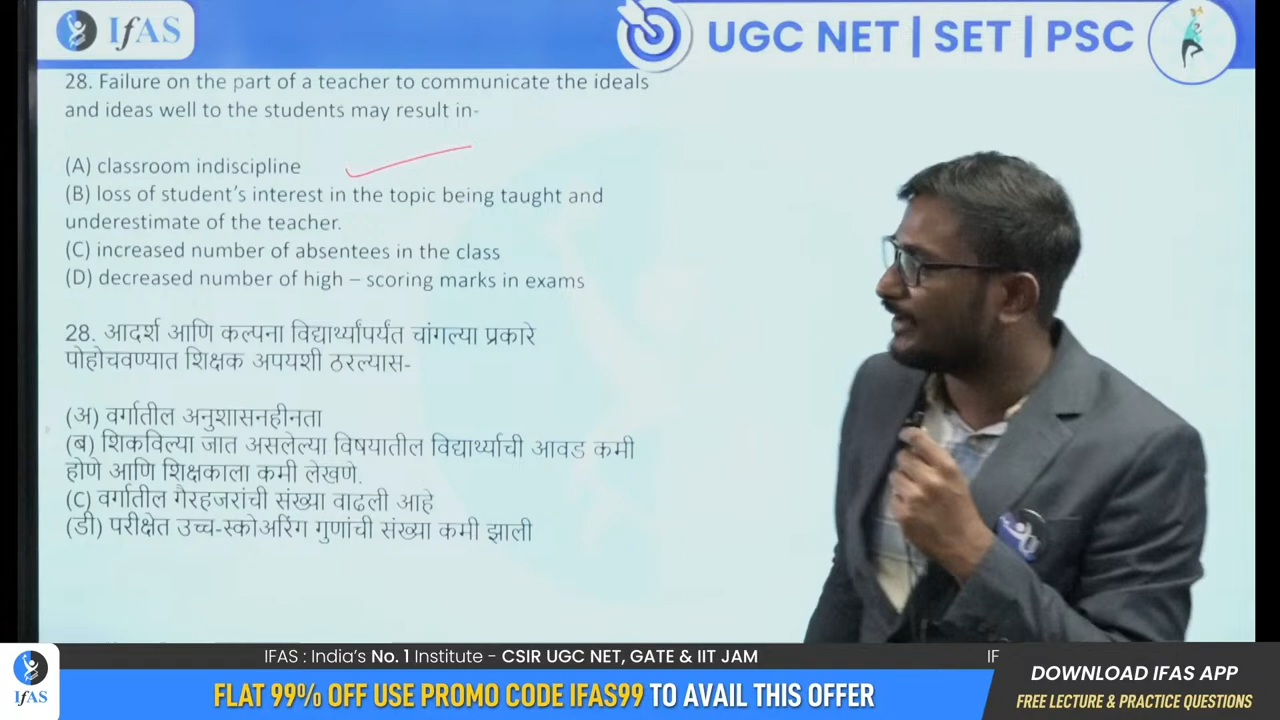 IfAS
UGC NET | SET | PSC
28. Failure on the part of a teacher to communicate the ideals
and ideas well to the students may result in-
(A) classroom indiscipline
(B) loss of student's interest in the topic being taught and
underestimate of the teacher.
(C) increased number of absentees in the class
(D) decreased number of high – scoring marks in exams
28. आदर्श आणि कल्पना विद्यार्थ्यांपर्यंत चांगल्या प्रकारे
पोहोचवण्यात शिक्षक अपयशी ठरल्यास-
(अ) वर्गातील अनुशासनहीनता
(ब) शिकविल्या जात असलेल्या विषयातील विद्यार्थ्याची आवड कमी
होणे आणि शिक्षकाला कमी लेखणे.
(C) वर्गातील गैरहजरांची संख्या वाढली आहे
(डी) परीक्षेत उच्च-स्कोअरिंग गुणांची संख्या कमी झाली
IFAS : India's No. 1 Institute - CSIR UGC NET, GATE & IIT JAM
IF
IfAS
FLAT 99% OFF USE PROMO CODE IFAS99 TO AVAIL THIS OFFER
DOWNLOAD IFAS APP
FREE LECTURE & PRACTICE QUESTIONS